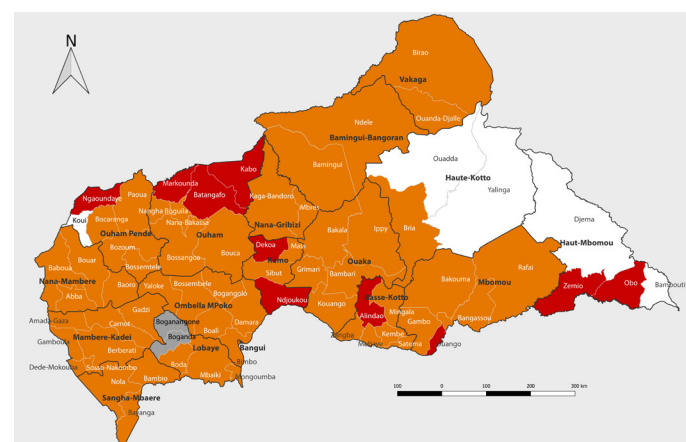 N
Birao
Vakaga
Ouanda-Djalle
Ndele
Bamingui-Bangoran
Bamingui
Ouadda
Haute-Kotto
Yalinga
Djema
Haut-Mbomou
Bambouti
Obo
Zemio
Rafai
Mbomou
Bakouma
Bangassou
Kabo
Markounda
Batangafo
Kaga-Bandoro
Mbres
Nana-Gribizi
Ngaoundaye
Paoua
Koui
Bocaranga
Nangha Boguila
Nana-Bakassa
Ouham Pende
Ouham
Bozoum
Bossangoa
Bouca
Dekoa
Mala
Kemo
Bakala
Ippy
Bria
Ouaka
Grimari
Bambari
Sibut
Baboua
Bouar
Bossemtele
Nana-Mambere
Abba
Baoro
Yaloke
Bossembele
Ombella MPoko
Bogangolo
Ndjoukou
Kouango
Basse-Kotto
Alindao
Mingala
Gambo
Kembe
Satema
Ouango
Zangba
Mobaye
Gadzi
Amada-Gaza
Carnot
Boganangone
Boganda
Boali
Damara
Gamboula
Mambere-Kadei
Berberati
Lobaye
Bangui
Bimbo
Dede-Mokouba
Sosso-Nakombo
Boda
Mbaiki
Mongoumba
Nola
Bambio
Sangha-Mbaere
Bayanga
100 0 100 200 300 km